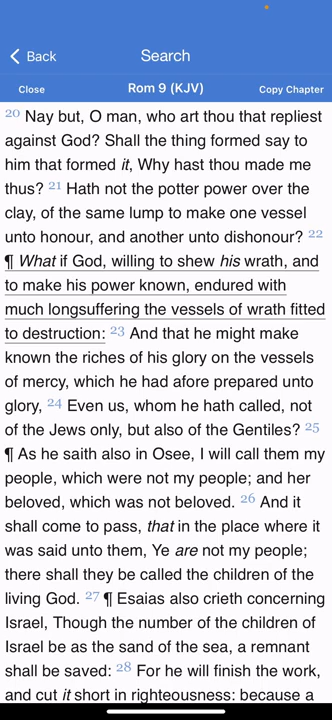 Back
Search
Close
Rom 9 (KJV)
Copy Chapter
20 Nay but, O man, who art thou that repliest
against God? Shall the thing formed say to
him that formed it, Why hast thou made me
thus? 21 Hath not the potter power over the
clay, of the same lump to make one vessel
unto honour, and another unto dishonour? 22
¶ What if God, willing to shew his wrath, and
to make his power known, endured with
much longsuffering the vessels of wrath fitted
to destruction: 23 And that he might make
known the riches of his glory on the vessels
of mercy, which he had afore prepared unto
glory, 24 Even us, whom he hath called, not
of the Jews only, but also of the Gentiles? 25
¶ As he saith also in Osee, I will call them my
people, which were not my people; and her
beloved, which was not beloved. 26 And it
shall come to pass, that in the place where it
was said unto them, Ye are not my people;
there shall they be called the children of the
living God. 27 ¶ Esaias also crieth concerning
Israel, Though the number of the children of
Israel be as the sand of the sea, a remnant
shall be saved: 28 For he will finish the work,
and cut it short in righteousness: because a